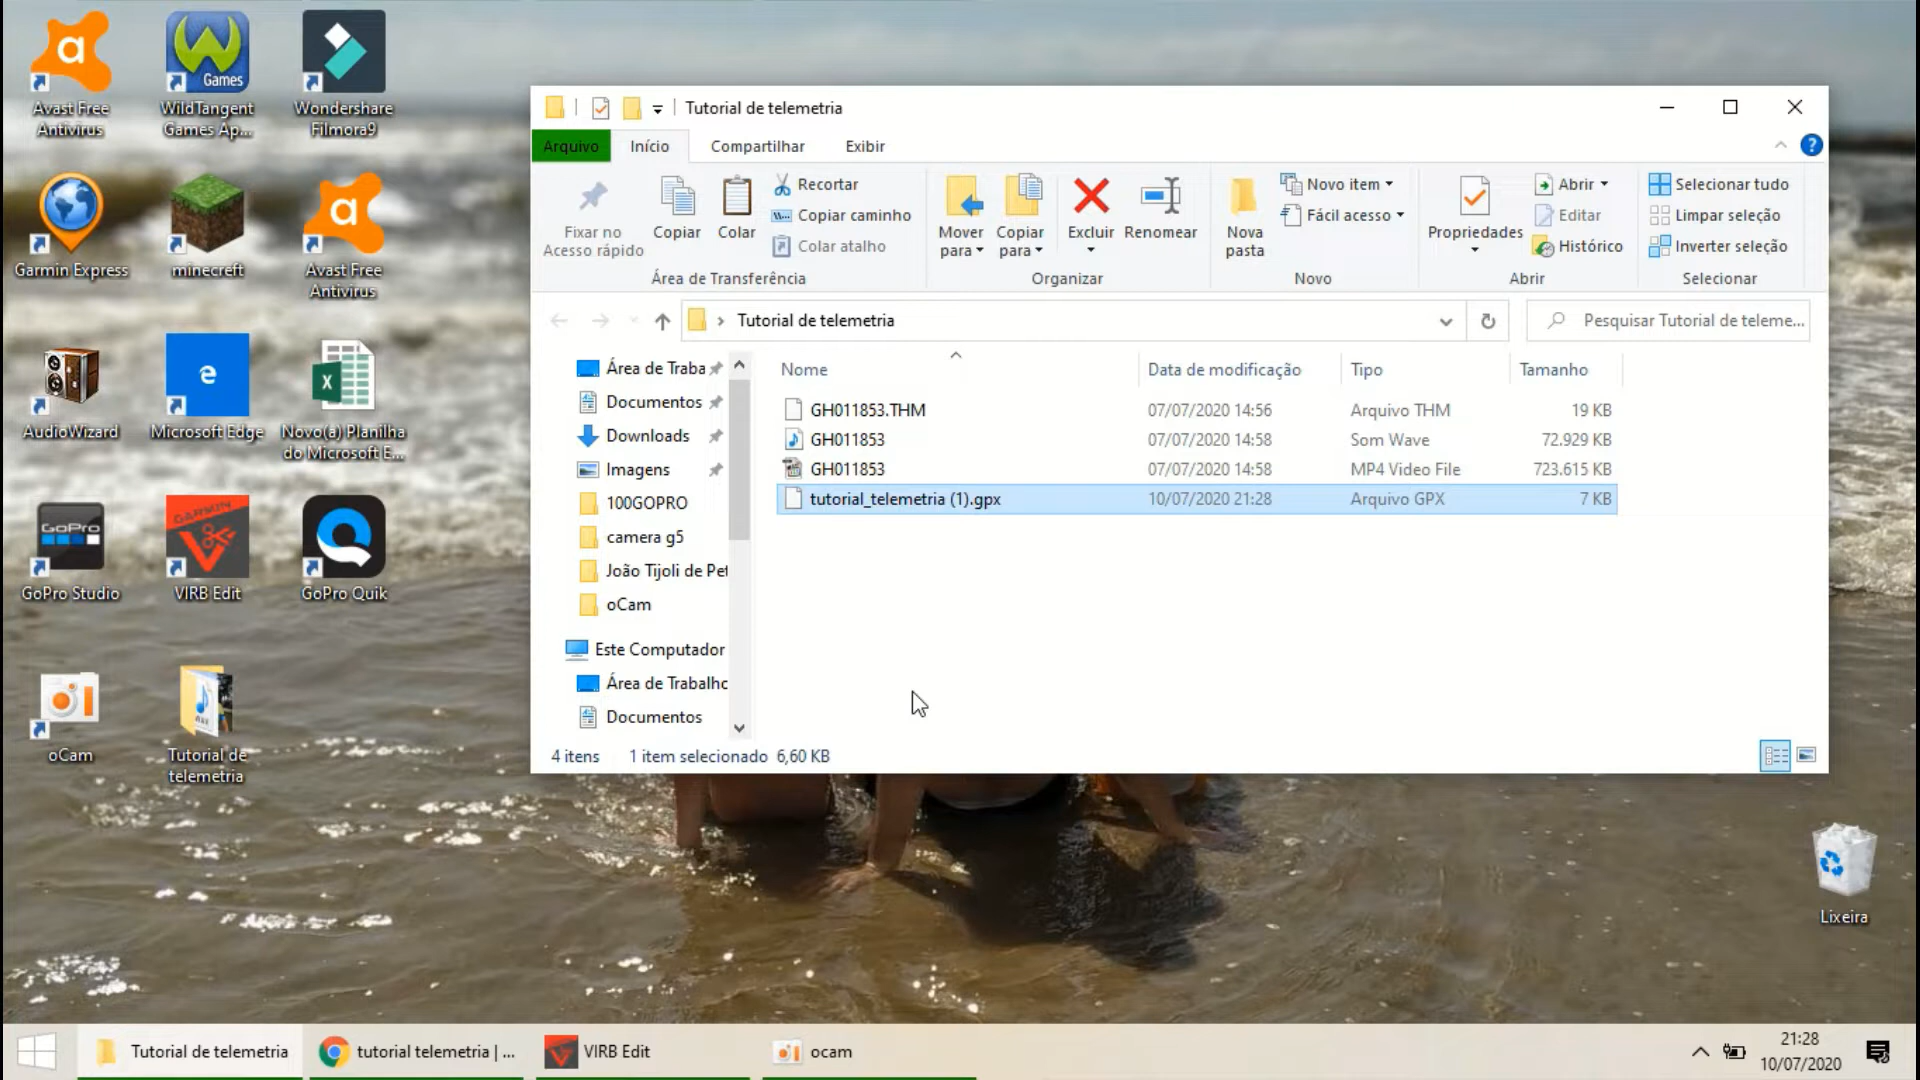 a
Avast Free
Antivirus
Games
WildTangent
Games Ap...
Wondershare
Filmora9
Garmin Express
minecreft
a
Avast Free
Antivirus
AudioWizard
e
Microsoft Edge
X
Novo(a) Planilha
do Microsoft E...
GoPro
GoPro Studio
GARMIN
VIRB Edit
GoPro Quik
oCam
WAV
Tutorial de
telemetria
Tutorial de telemetria
Arquivo
Início
Compartilhar
Exibir
?
Fixar no
Acesso rápido
Copiar
Colar
Recortar
Copiar caminho
Colar atalho
Área de Transferência
Mover
para
Copiar
para
Excluir
Renomear
Organizar
Nova
pasta
Novo item
Fácil acesso
Novo
Propriedades
Abrir
Editar
Histórico
Abrir
Selecionar tudo
Limpar seleção
Inverter seleção
Selecionar
Tutorial de telemetria
Pesquisar Tutorial de teleme...
Área de Traba
Documentos
Downloads
Imagens
100GOPRO
camera g5
João Tijoli de Pet
oCam
Este Computador
Área de Trabalho
Documentos
Nome Data de modificação Tipo Tamanho
GH011853.THM 07/07/2020 14:56 Arquivo THM 19 KB
GH011853 07/07/2020 14:58 Som Wave 72.929 KB
GH011853 07/07/2020 14:58 MP4 Video File 723.615 KB
tutorial_telemetria (1).gpx 10/07/2020 21:28 Arquivo GPX 7 KB
4 itens 1 item selecionado 6,60 KB
Lixeira
Tutorial de telemetria
tutorial telemetria | ...
VIRB Edit
ocam
21:28
10/07/2020